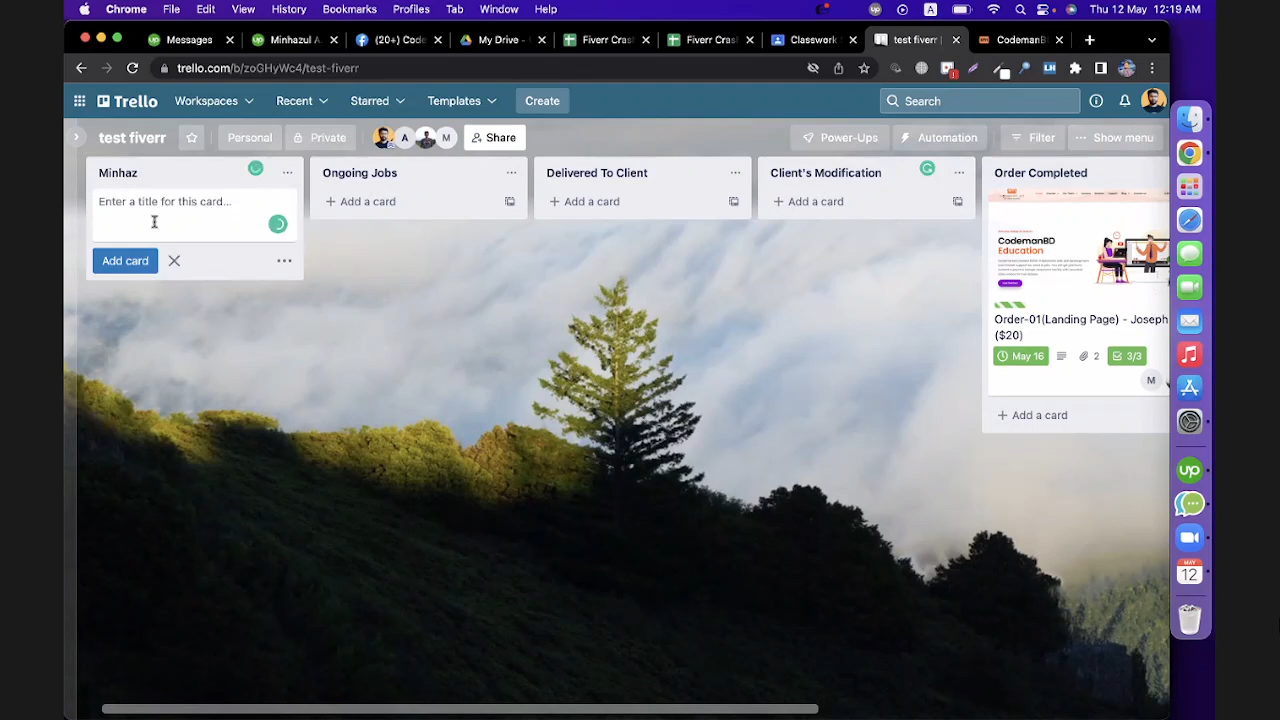 Chrome File Edit View History Bookmarks Profiles Tab Window Help A Thu 12 May 12:19 AM
up Messages up Minhazul A (20+) Code My Drive - Fiverr Cras Fiverr Cras Classwork test fiverr CodemanB
trello.com/b/zoGHyWc4/test-fiverr
Trello Workspaces Recent Starred Templates Create Search
test fiverr Personal Private A M Share Power-Ups Automation Filter Show menu
Minhaz
Enter a title for this card...
Add card
Ongoing Jobs
Add a card
Delivered To Client
Add a card
Client's Modification
Add a card
Order Completed
CodemanBD
Education
Order-01(Landing Page) - Joseph
($20)
May 16 2 3/3
M
Add a card
up
MAY
12